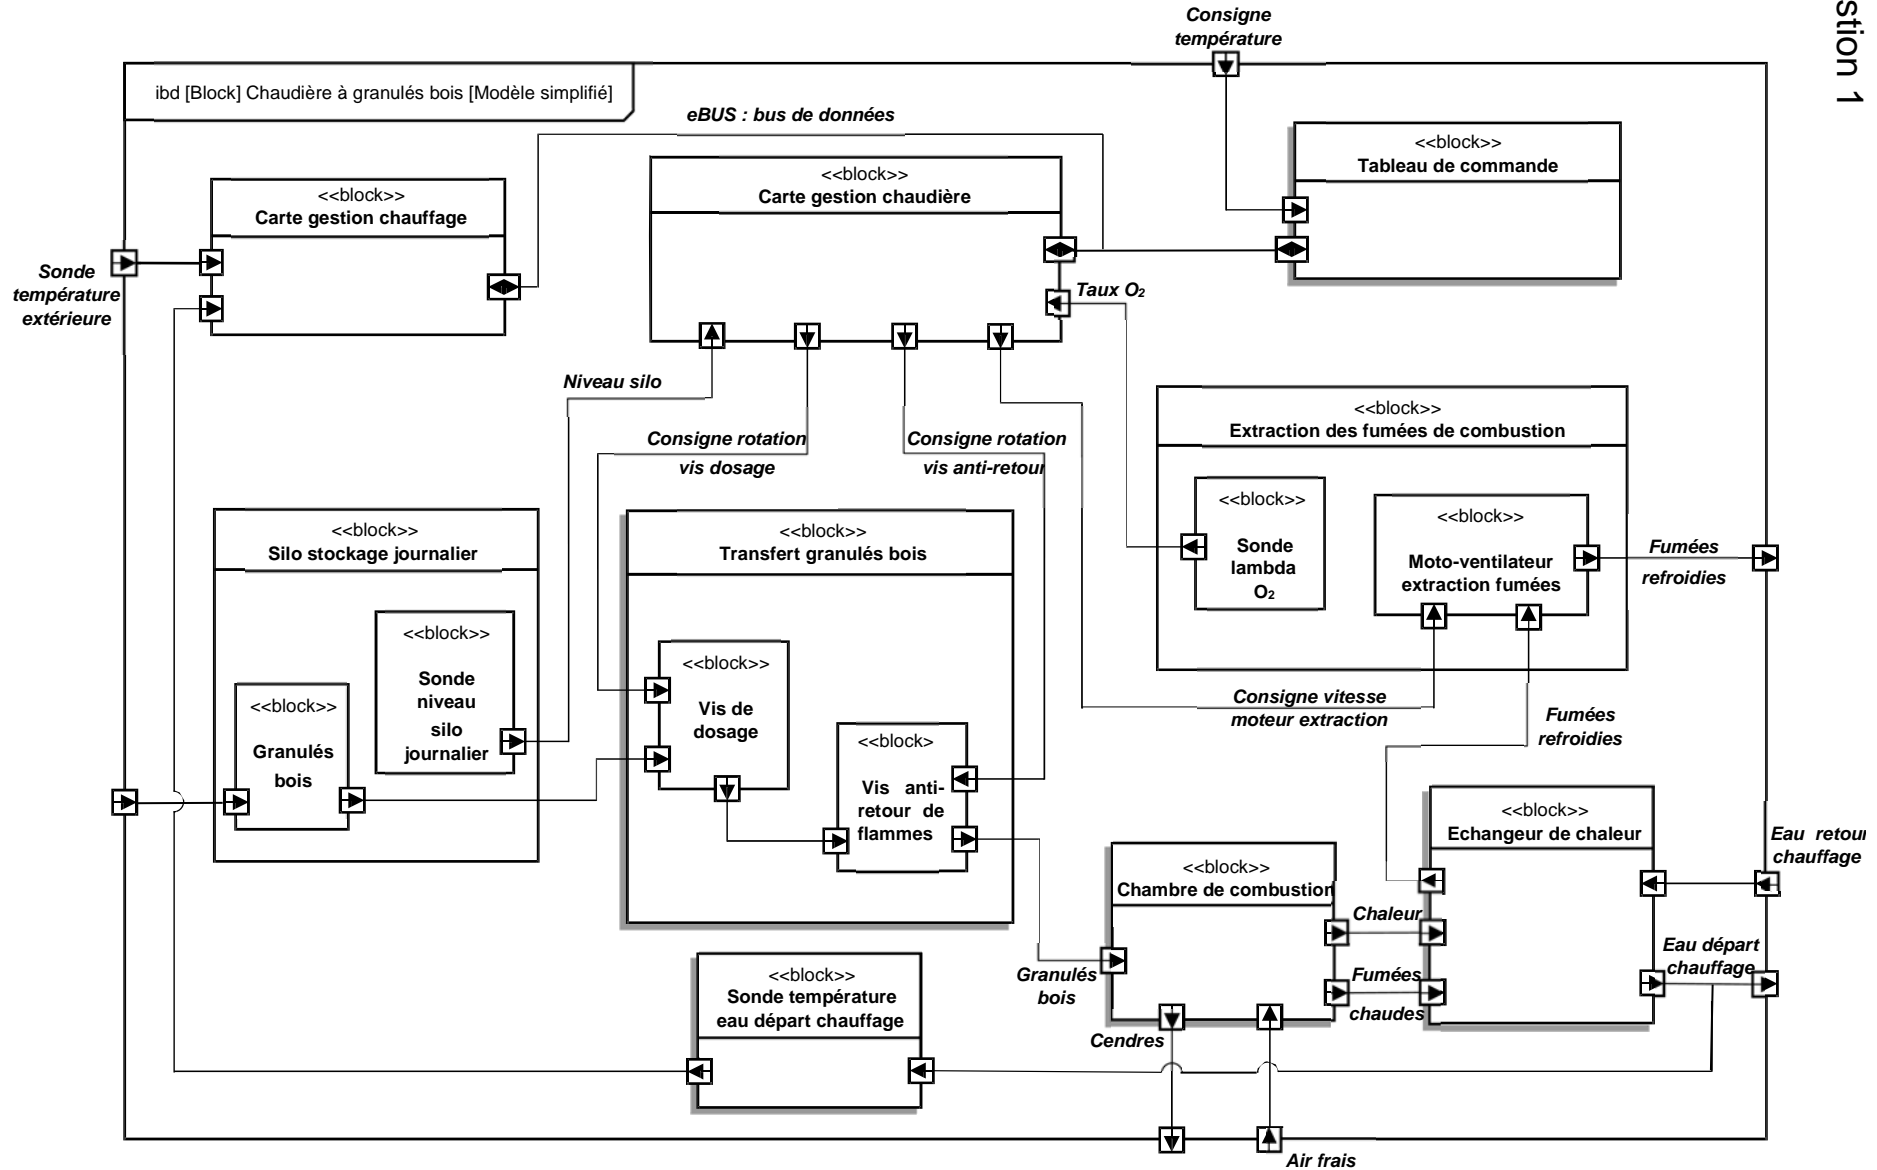 Consigne
température
stion 1
ibd [Block] Chaudière à granulés bois [Modèle simplifié]
eBUS : bus de données
<<block>>
Tableau de commande
<<block>>
Carte gestion chaudière
<<block>>
Carte gestion chauffage
Sonde
température
extérieure
Taux O₂
Niveau silo
Consigne rotation
vis dosage
Consigne rotation
vis anti-retour
<<block>>
Extraction des fumées de combustion
<<block>>
Sonde
lambda
O₂
<<block>>
Moto-ventilateur
extraction fumées
Fumées
refroidies
<<block>>
Silo stockage journalier
<<block>>
Sonde
niveau
silo
journalier
<<block>>
Granulés
bois
<<block>>
Transfert granulés bois
<<block>>
Vis de
dosage
<<block>
Vis anti-
retour de
flammes
Consigne vitesse
moteur extraction
Fumées
refroidies
<<block>>
Echangeur de chaleur
Eau retour
chauffage
<<block>>
Chambre de combustion
Chaleur
Fumées
chaudes
Eau départ
chauffage
Granulés
bois
<<block>>
Sonde température
eau départ chauffage
Cendres
Air frais